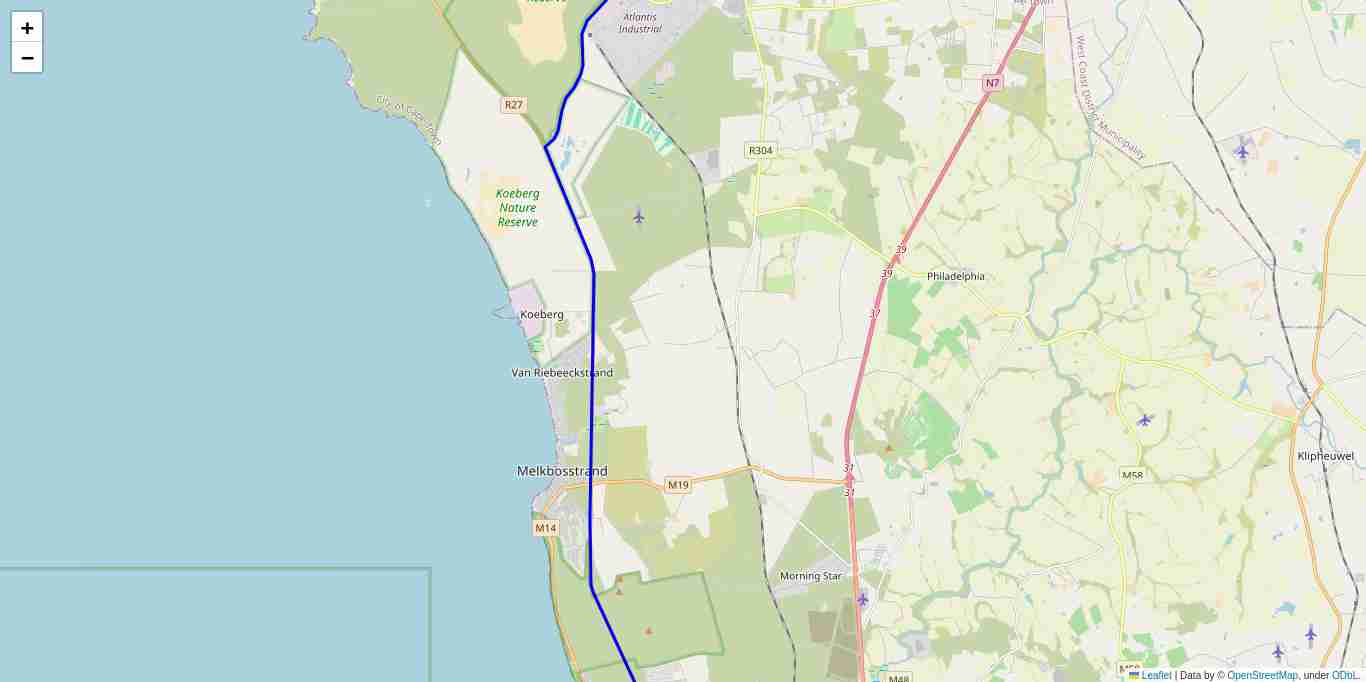 +
−
Reserve
Atlantis
Industrial
N7
R27
City of Cape Town
West Coast District Municipality
R304
Koeberg
Nature
Reserve
39
39
Philadelphia
37
Koeberg
Van Riebeeckstrand
Melkbosstrand
31
31
M19
M58
Klipheuwel
M14
Morning Star
M48
Leaflet | Data by © OpenStreetMap, under ODbL.